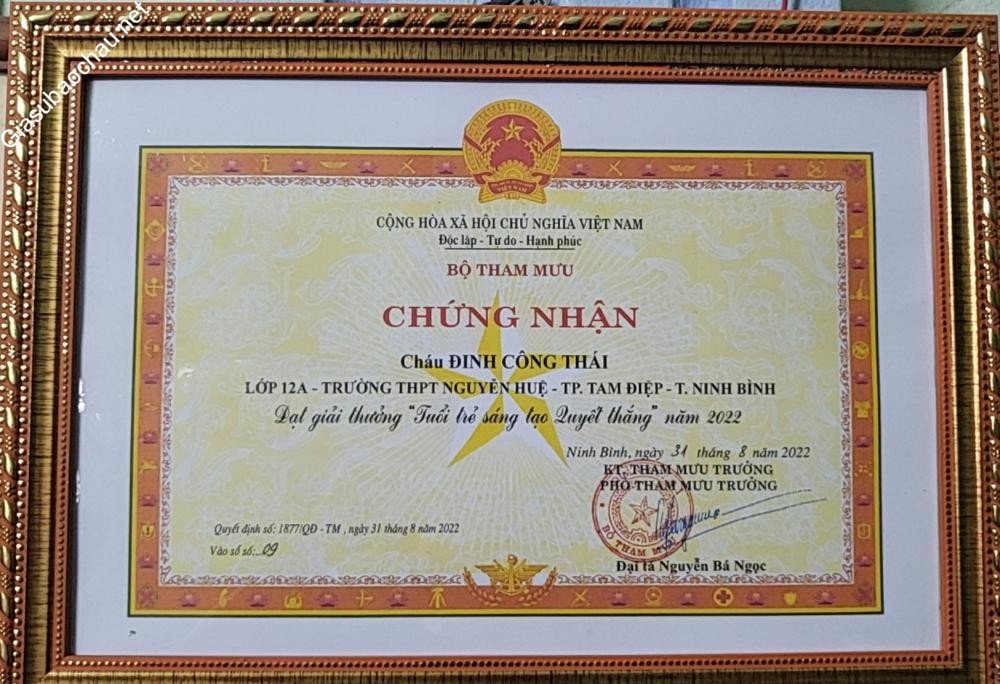 Giasubaochau.net
VIỆT NAM
CỘNG HÒA XÃ HỘI CHỦ NGHĨA VIỆT NAM
Độc lập - Tự do - Hạnh phúc
BỘ THAM MƯU
CHỨNG NHẬN
Cháu ĐINH CÔNG THÁI
LỚP 12A - TRƯỜNG THPT NGUYỄN HUỆ - TP. TAM ĐIỆP - T. NINH BÌNH
Đạt giải thưởng "Tuổi trẻ sáng tạo Quyết thắng" năm 2022
Ninh Bình, ngày 31 tháng 8 năm 2022
KT. THAM MƯU TRƯỞNG
PHÓ THAM MƯU TRƯỞNG
BỘ THAM MƯU
Quyết định số: 1877/QĐ - TM , ngày 31 tháng 8 năm 2022
Vào sổ số:..09
Đại tá Nguyễn Bá Ngọc